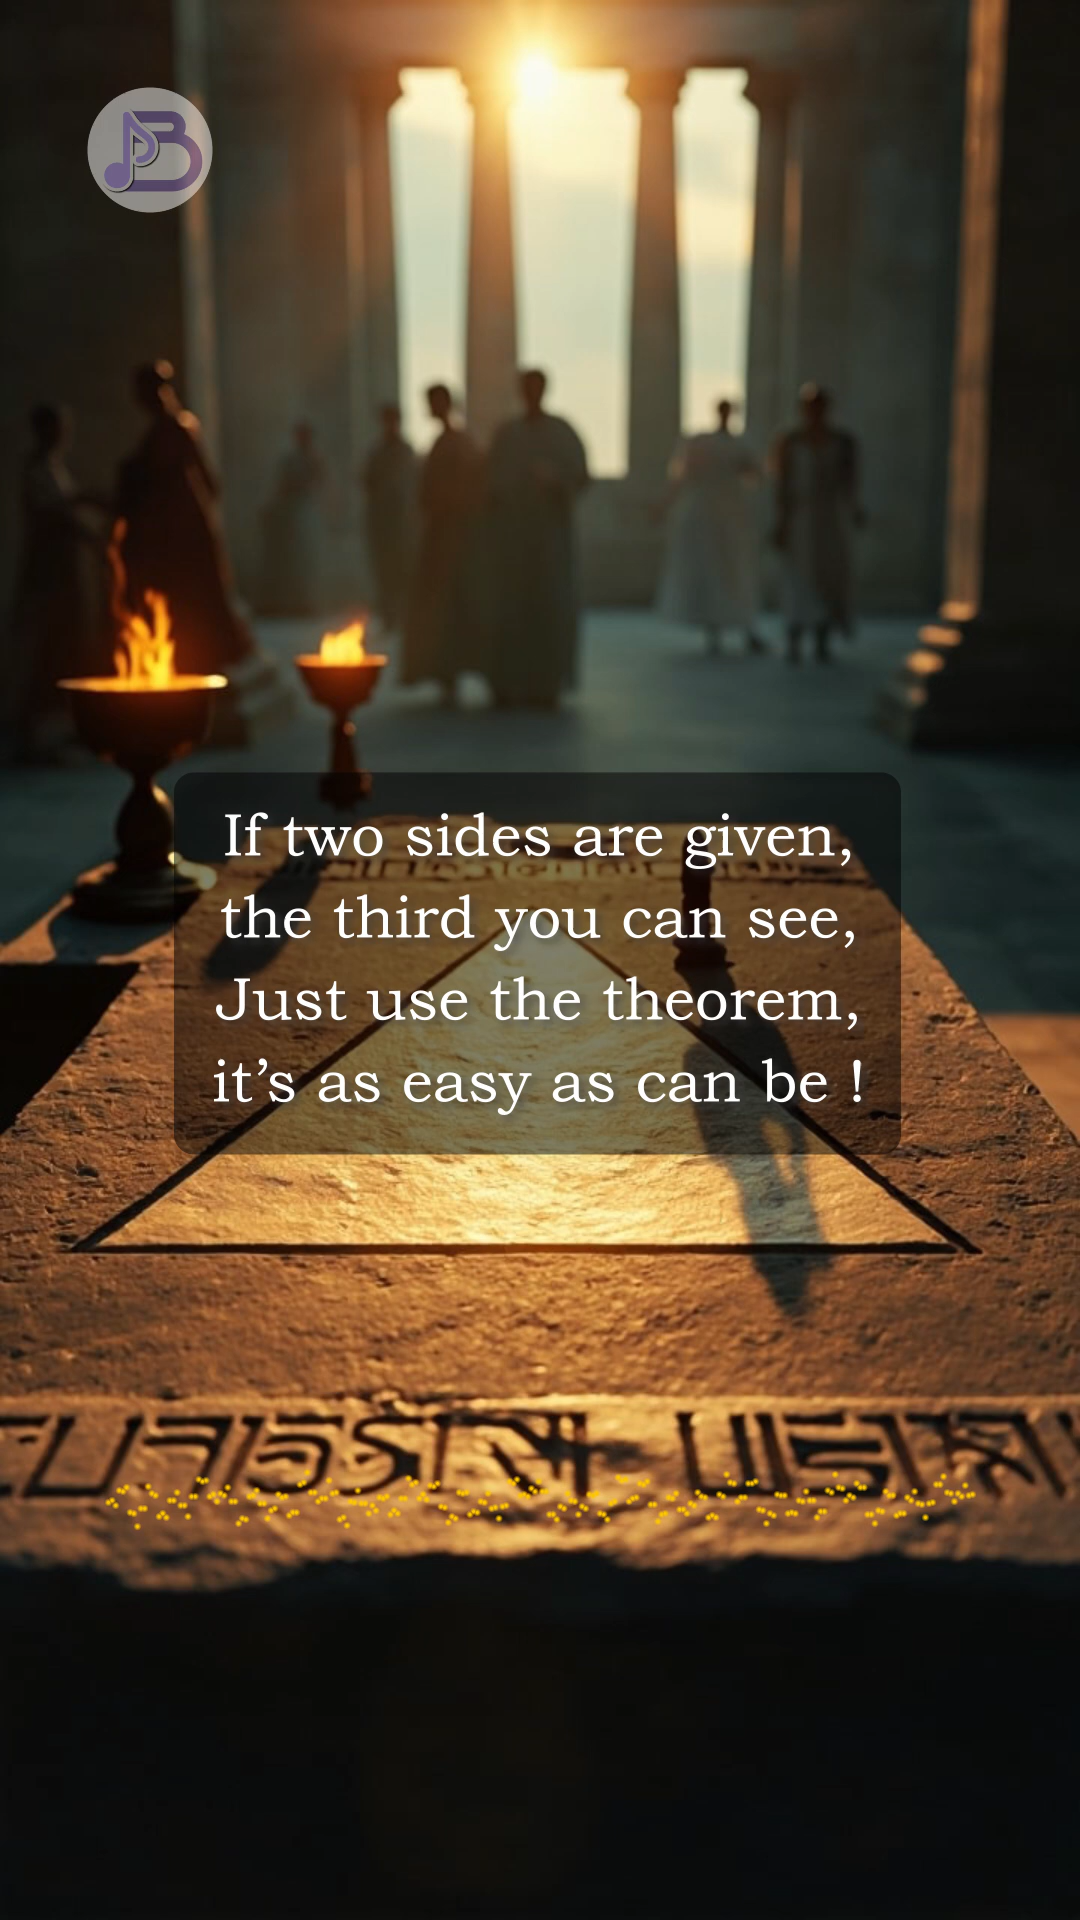 If two sides are given,
the third you can see,
Just use the theorem,
it’s as easy as can be !